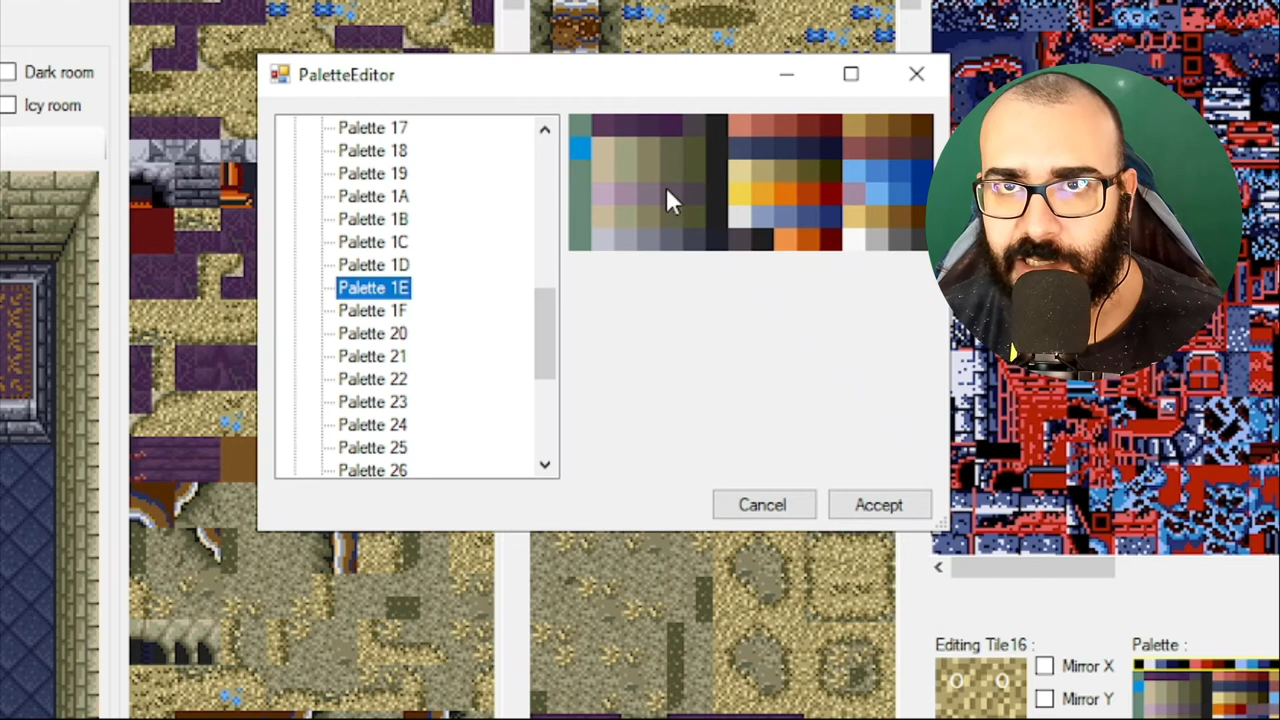 Dark room
Icy room
PaletteEditor
Palette 17
Palette 18
Palette 19
Palette 1A
Palette 1B
Palette 1C
Palette 1D
Palette 1E
Palette 1F
Palette 20
Palette 21
Palette 22
Palette 23
Palette 24
Palette 25
Palette 26
Cancel
Accept
Editing Tile16 :
Palette :
Mirror X
Mirror Y